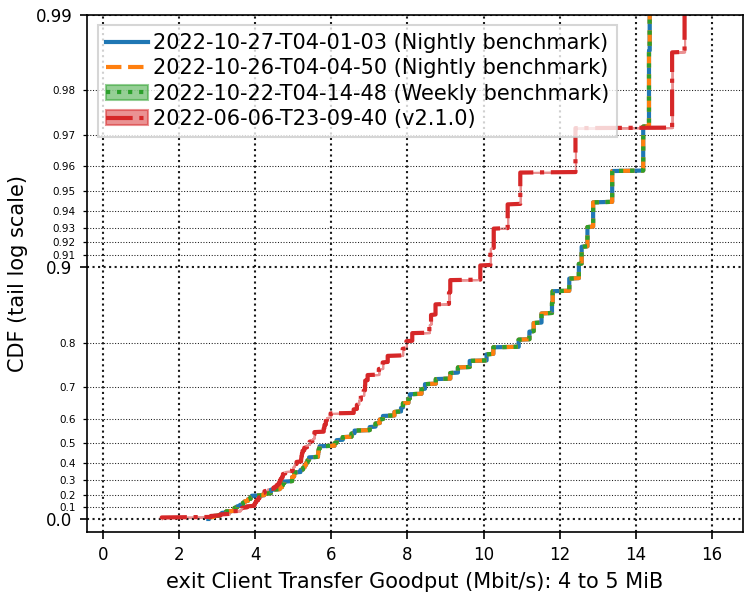 0.99
2022-10-27-T04-01-03 (Nightly benchmark)
2022-10-26-T04-04-50 (Nightly benchmark)
2022-10-22-T04-14-48 (Weekly benchmark)
2022-06-06-T23-09-40 (v2.1.0)
0.98
0.97
0.96
0.95
0.94
0.93
0.92
0.91
0.9
0.8
0.7
0.6
0.5
0.4
0.3
0.2
0.1
0.0
CDF (tail log scale)
0 2 4 6 8 10 12 14 16
exit Client Transfer Goodput (Mbit/s): 4 to 5 MiB